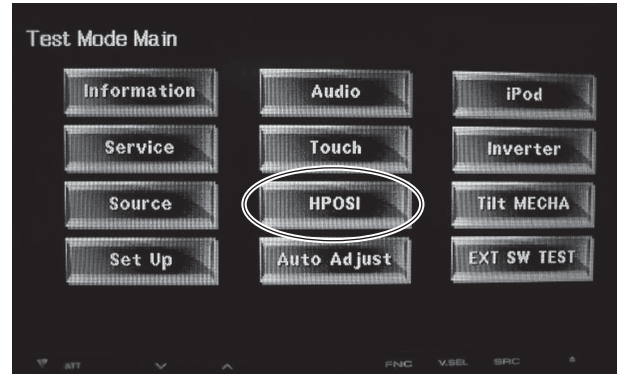 Test Mode Main
Information Audio iPod
Service Touch Inverter
Source HPOSI Tilt MECHA
Set Up Auto Adjust EXT SW TEST
ATT FNC V.SEL SRC